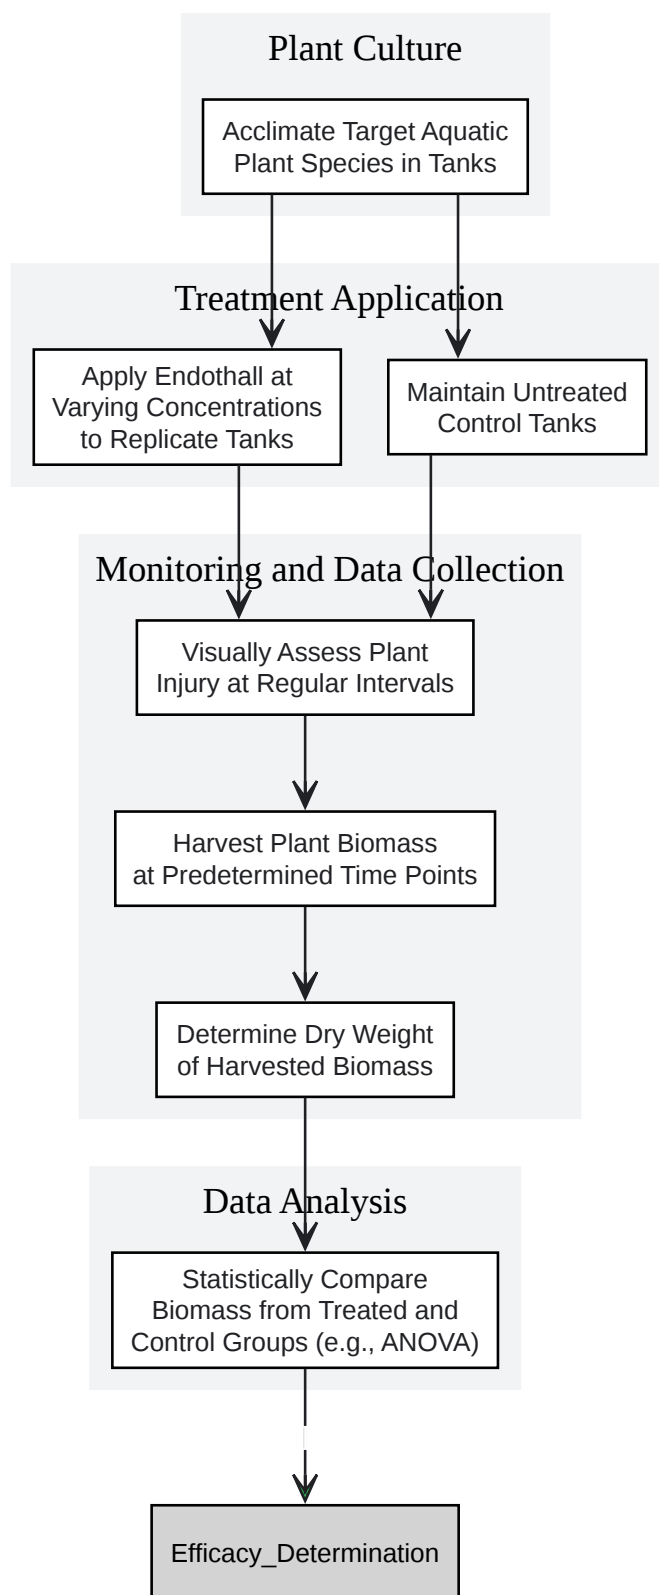 Plant Culture
Acclimate Target Aquatic
Plant Species in Tanks
Treatment Application
Apply Endothall at
Varying Concentrations
to Replicate Tanks
Maintain Untreated
Control Tanks
Monitoring and Data Collection
Visually Assess Plant
Injury at Regular Intervals
Harvest Plant Biomass
at Predetermined Time Points
Determine Dry Weight
of Harvested Biomass
Data Analysis
Statistically Compare
Biomass from Treated and
Control Groups (e.g., ANOVA)
Efficacy_Determination